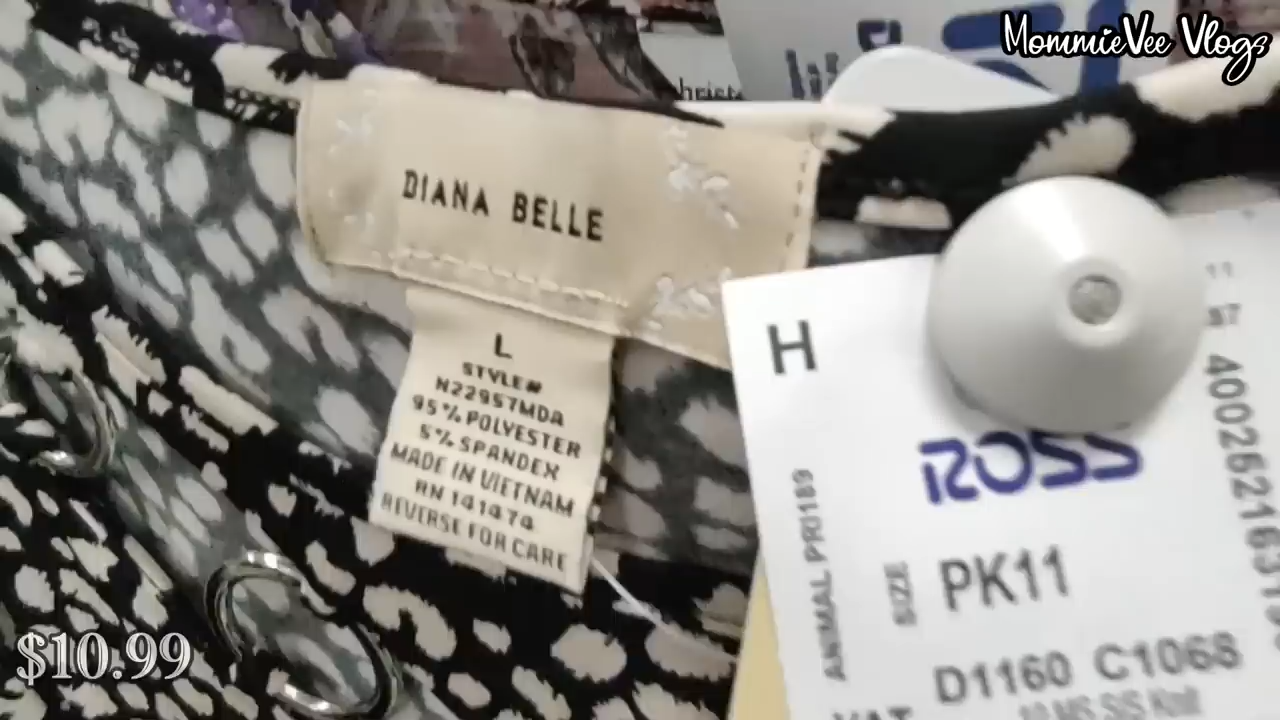 MommieVee Vlogs
DIANA BELLE
L
STYLE#
N22957MDA
95% POLYESTER
5% SPANDEX
MADE IN VIETNAM
RN 141474
REVERSE FOR CARE
H
ROSS
ANIMAL PR0189
SIZE
PK11
D1160 C1068
$10.99